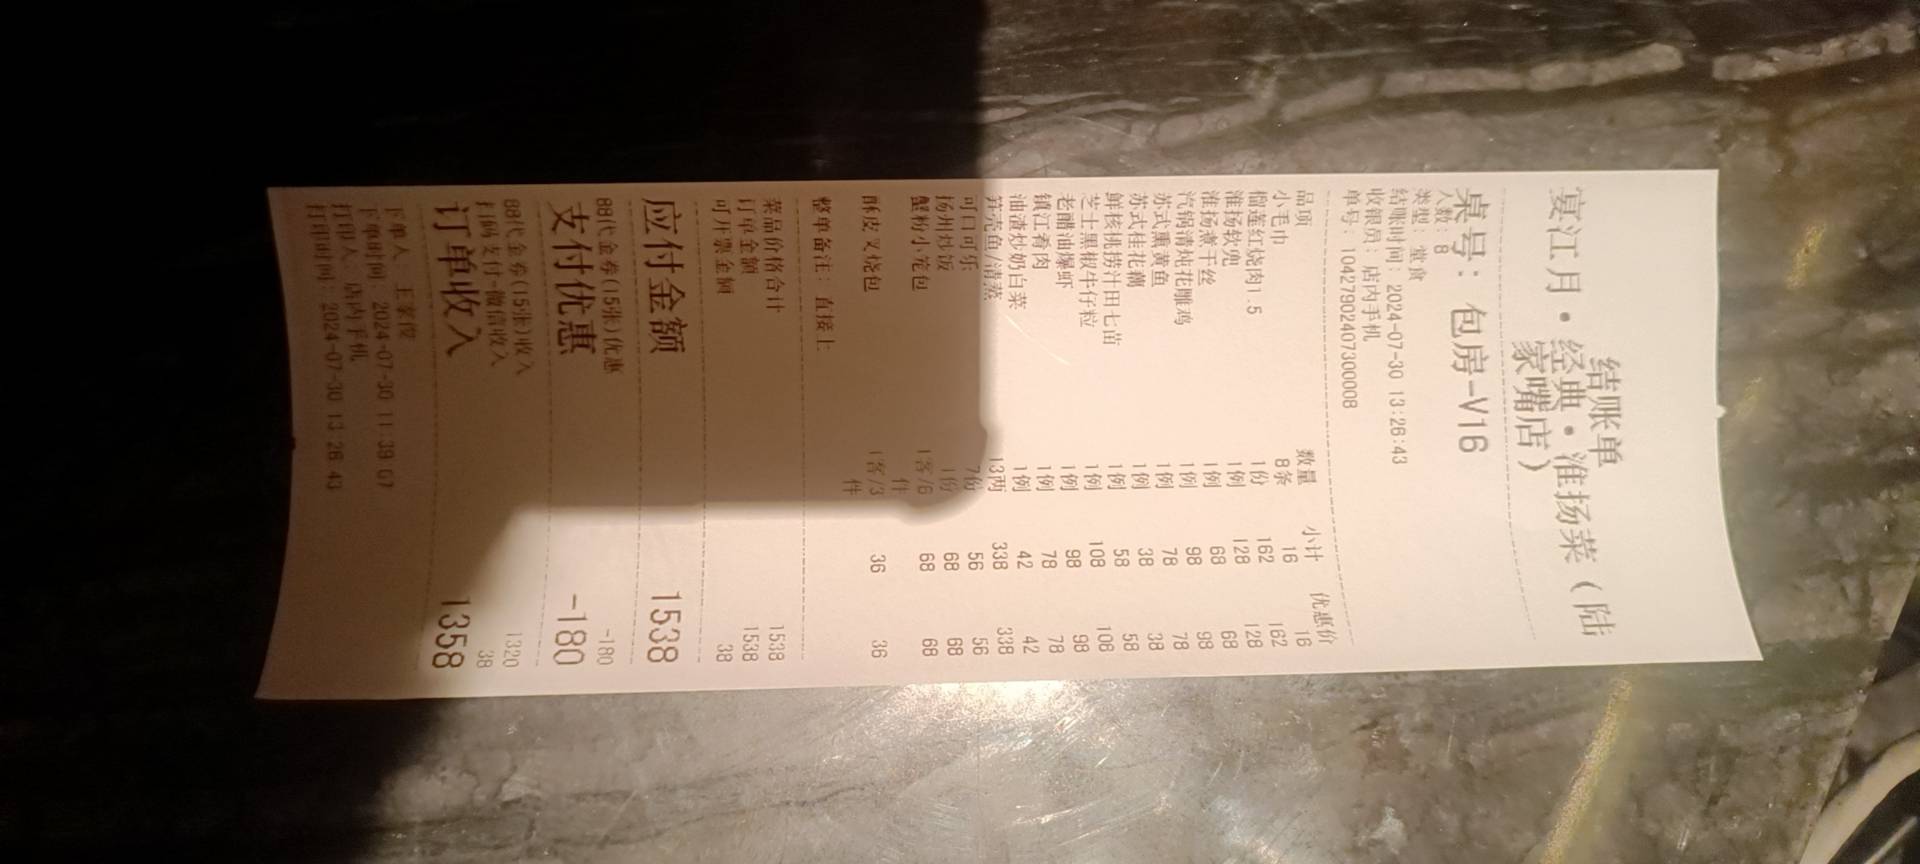 结账单
宴江月·经典·淮扬菜(陆
家嘴店)
桌号: 包房-V16
人数: 8
类型: 堂食
结账时间: 2024-07-30 13:26:43
收银员: 店内手机
单号: 10427902407300008
品项 数量 小计 优惠价
小毛巾 8条 16 16
榴莲红烧肉1.5 1份 162 162
淮扬软兜 1例 128 128
淮扬煮干丝 1例 68 68
汽锅清炖花雕鸡 1例 98 98
苏式熏黄鱼 1例 78 78
苏式桂花藕 1例 38 38
鲜核桃捞汁田七苗 1例 58 58
芝士黑椒牛仔粒 1例 108 108
老醋油爆虾 1例 98 98
镇江肴肉 1例 78 78
油渣炒奶白菜 1例 42 42
笋壳鱼/清蒸 13两 338 338
可口可乐 7份 56 56
扬州炒饭 1份 68 68
蟹粉小笼包 1客/6 68 68
件
酥皮叉烧包 1客/3 36 36
件
整单备注: 直接上
菜品价格合计 1538
订单金额 1538
可开票金额 38
应付金额 1538
88代金券(15张)优惠 -180
支付优惠 -180
88代金券(15张)收入 1320
扫码支付-微信收入 38
订单收入 1358
下单人: 王
下单时间: 2024-07-30 11:39:07
打印人: 店内手机
打印时间: 2024-07-30 13:26:43